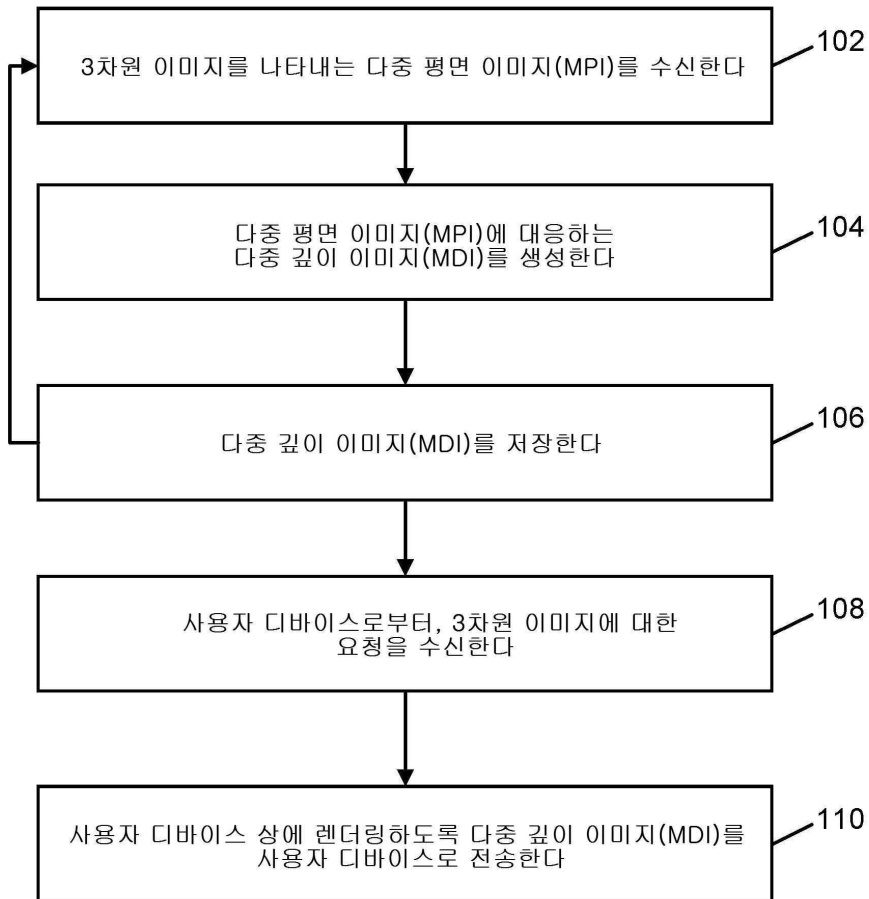 3차원 이미지를 나타내는 다중 평면 이미지(MPI)를 수신한다
102
다중 평면 이미지(MPI)에 대응하는
다중 깊이 이미지(MDI)를 생성한다
104
다중 깊이 이미지(MDI)를 저장한다
106
사용자 디바이스로부터, 3차원 이미지에 대한
요청을 수신한다
108
사용자 디바이스 상에 렌더링하도록 다중 깊이 이미지(MDI)를
사용자 디바이스로 전송한다
110